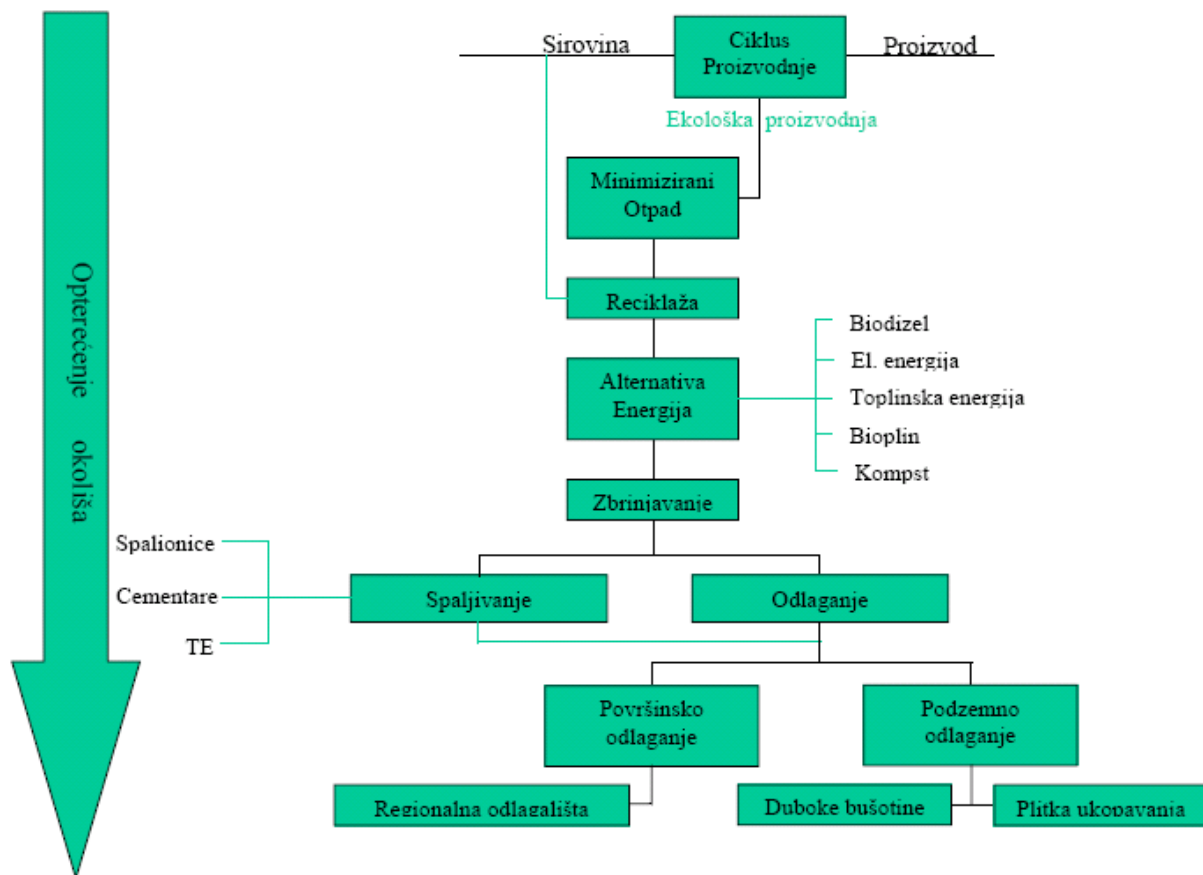 Sirovina
Ciklus
Proizvodnje
Proizvod
Ekološka proizvodnja
Minimizirani
Otpad
Reciklaža
Opterećenje okoliša
Alternativa
Energija
Biodizel
El. energija
Toplinska energija
Bioplin
Kompst
Zbrinjavanje
Spalionice
Cementare
TE
Spaljivanje
Odlaganje
Površinsko
odlaganje
Podzemno
odlaganje
Regionalna odlagališta
Duboke bušotine
Plitka ukopavanja